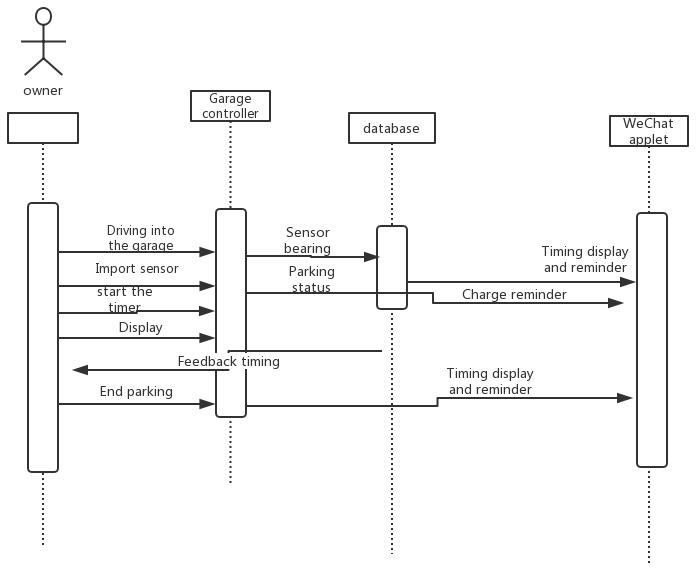 owner
Garage
controller
database
WeChat
applet
Driving into
the garage
Sensor
bearing
Timing display
and reminder
Import sensor
Parking
status
start the
timer
Charge reminder
Display
Feedback timing
End parking
Timing display
and reminder